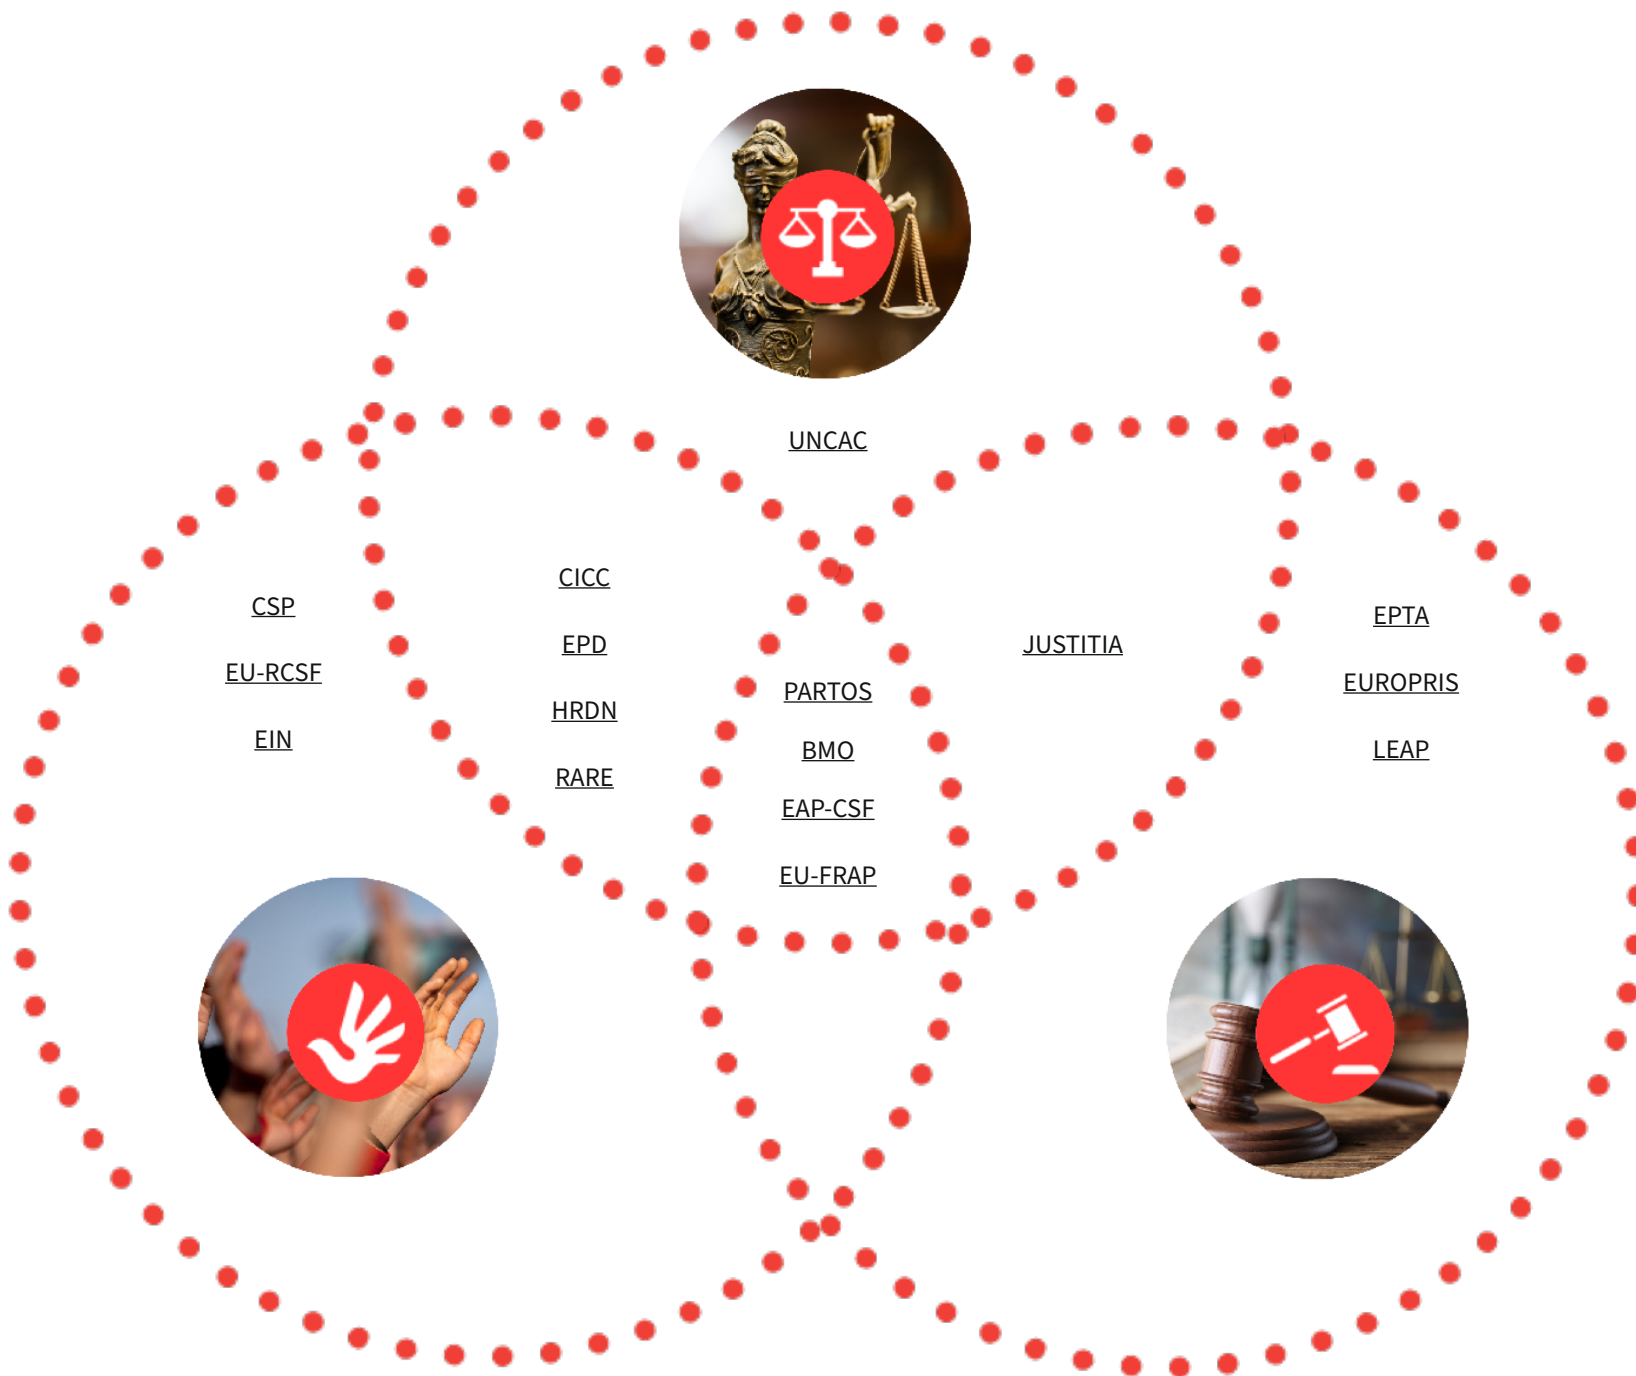 UNCAC
CSP
EU-RCSF
EIN
CICC
EPD
HRDN
RARE
PARTOS
BMO
EAP-CSF
EU-FRAP
JUSTITIA
EPTA
EUROPRIS
LEAP